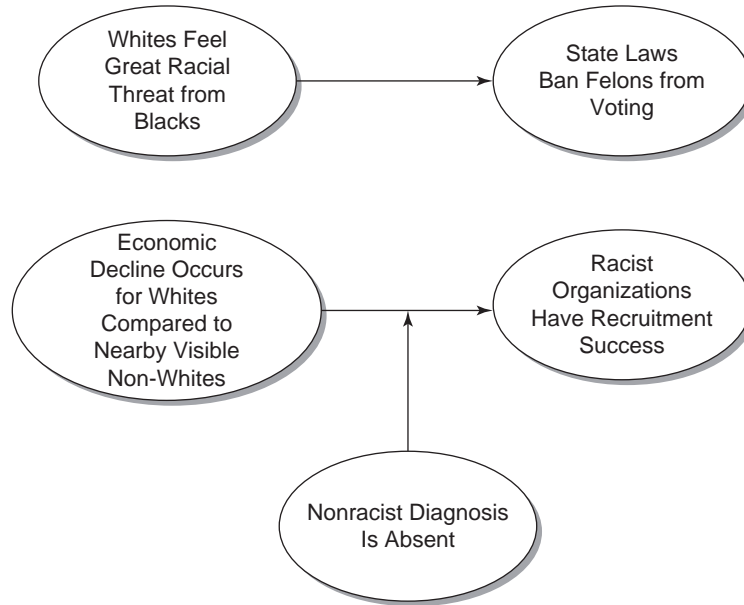 Whites Feel
Great Racial
Threat from
Blacks
State Laws
Ban Felons from
Voting
Economic
Decline Occurs
for Whites
Compared to
Nearby Visible
Non-Whites
Racist
Organizations
Have Recruitment
Success
Nonracist Diagnosis
Is Absent